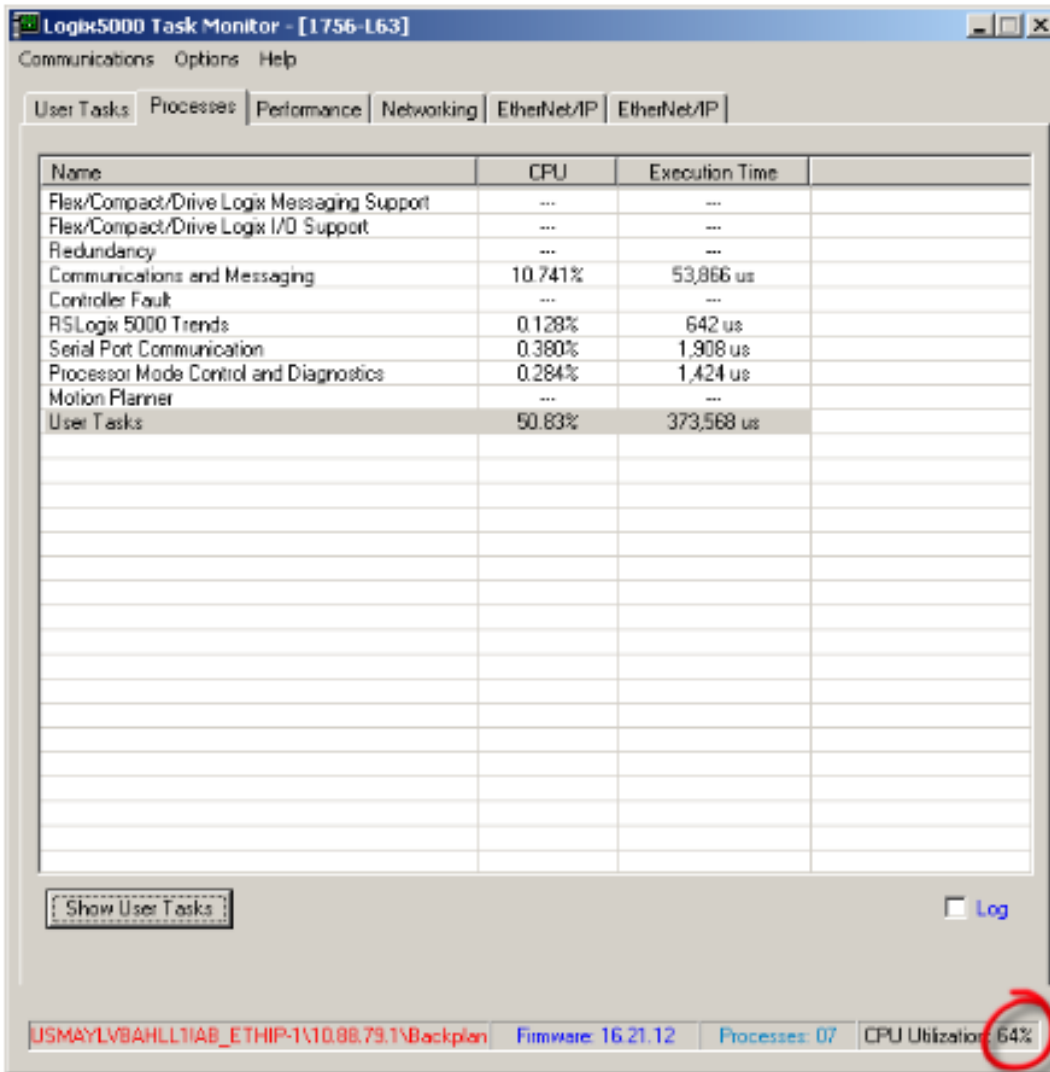 Logix5000 Task Monitor - [1756-L63]
Communications Options Help
User Tasks Processes Performance Networking EtherNet/IP EtherNet/IP
Name CPU Execution Time
Flex/Compact/Drive Logix Messaging Support --- ---
Flex/Compact/Drive Logix I/O Support --- ---
Redundancy --- ---
Communications and Messaging 10.741% 53,866 us
Controller Fault --- ---
RSLogix 5000 Trends 0.128% 642 us
Serial Port Communication 0.380% 1,908 us
Processor Mode Control and Diagnostics 0.284% 1,424 us
Motion Planner --- ---
User Tasks 50.83% 373,568 us
Show User Tasks Log
USMAYLVBAHLL1!AB_ETHIP-1\10.88.79.1\Backplan Firmware: 16.21.12 Processes: 07 CPU Utilization: 64%